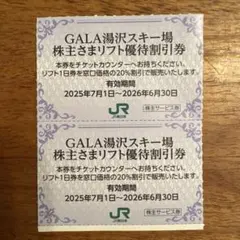 GALA湯沢スキー場
株主さまリフト優待割引券
本券をチケットカウンターへお持ちください。
リフト1日券を窓口価格の20%割引で販売いたします。
有効期間
2025年7月1日〜2026年6月30日
JR
株主サービス券
GALA湯沢スキー場
株主さまリフト優待割引券
本券をチケットカウンターへお持ちください。
リフト1日券を窓口価格の20%割引で販売いたします。
有効期間
2025年7月1日〜2026年6月30日
JR
株主サービス券